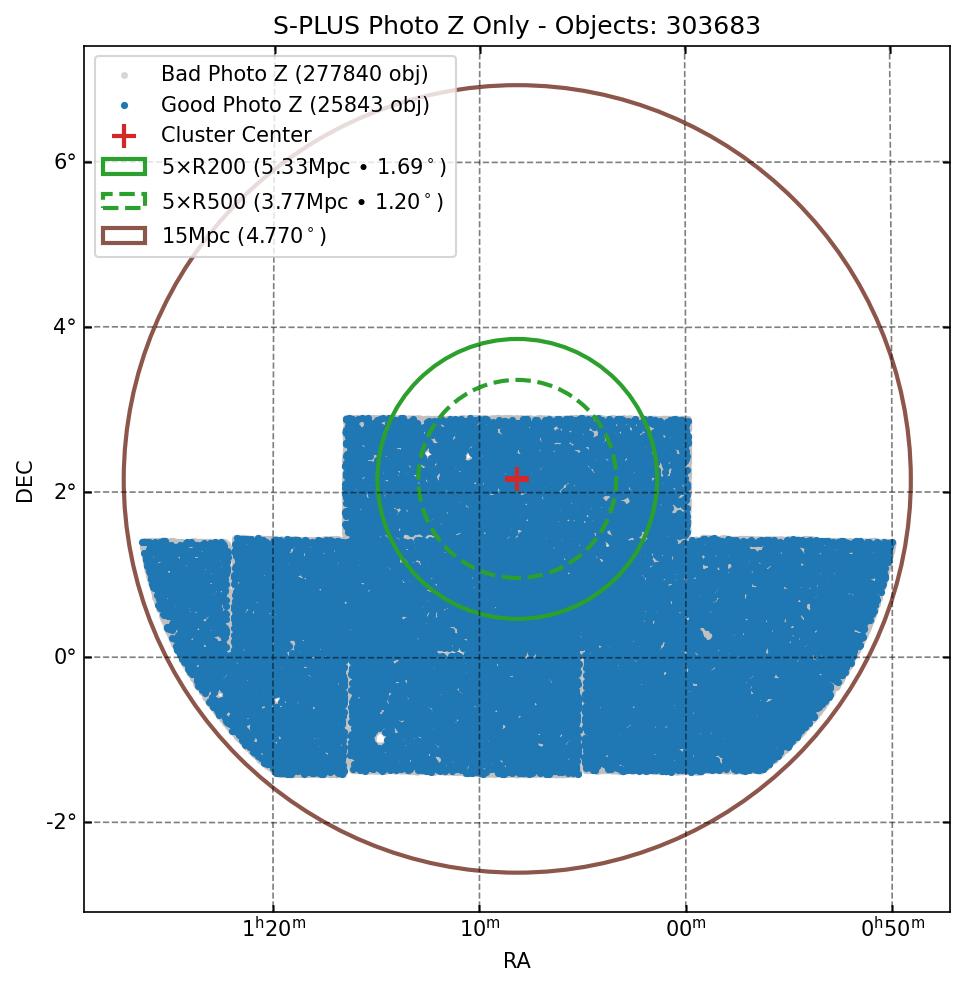 S-PLUS Photo Z Only - Objects: 303683
Bad Photo Z (277840 obj)
Good Photo Z (25843 obj)
Cluster Center
5×R200 (5.33Mpc • 1.69°)
5×R500 (3.77Mpc • 1.20°)
15Mpc (4.770°)
6°
4°
2°
0°
-2°
DEC
1ʰ20ᵐ
10ᵐ
00ᵐ
0ʰ50ᵐ
RA